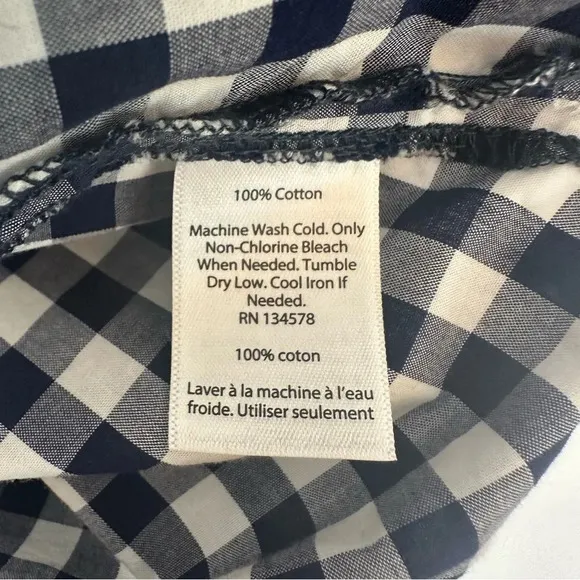 100% Cotton
Machine Wash Cold. Only
Non-Chlorine Bleach
When Needed. Tumble
Dry Low. Cool Iron If
Needed.
RN 134578
100% coton
Laver à la machine à l'eau
froide. Utiliser seulement